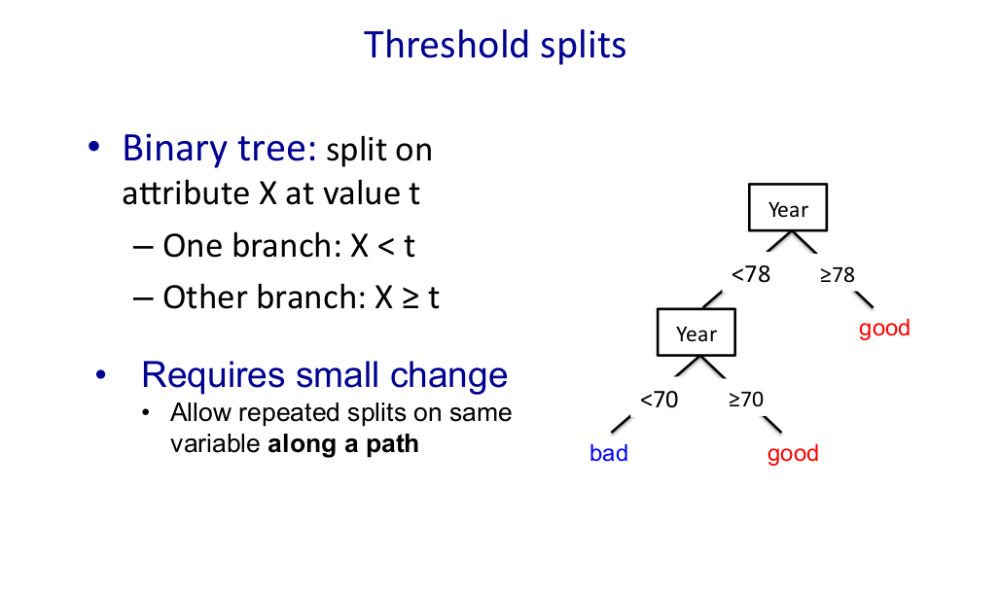 Threshold splits
• Binary tree: split on
attribute X at value t
– One branch: X < t
– Other branch: X ≥ t
• Requires small change
• Allow repeated splits on same
variable along a path
Year
<78 ≥78
Year good
<70 ≥70
bad good